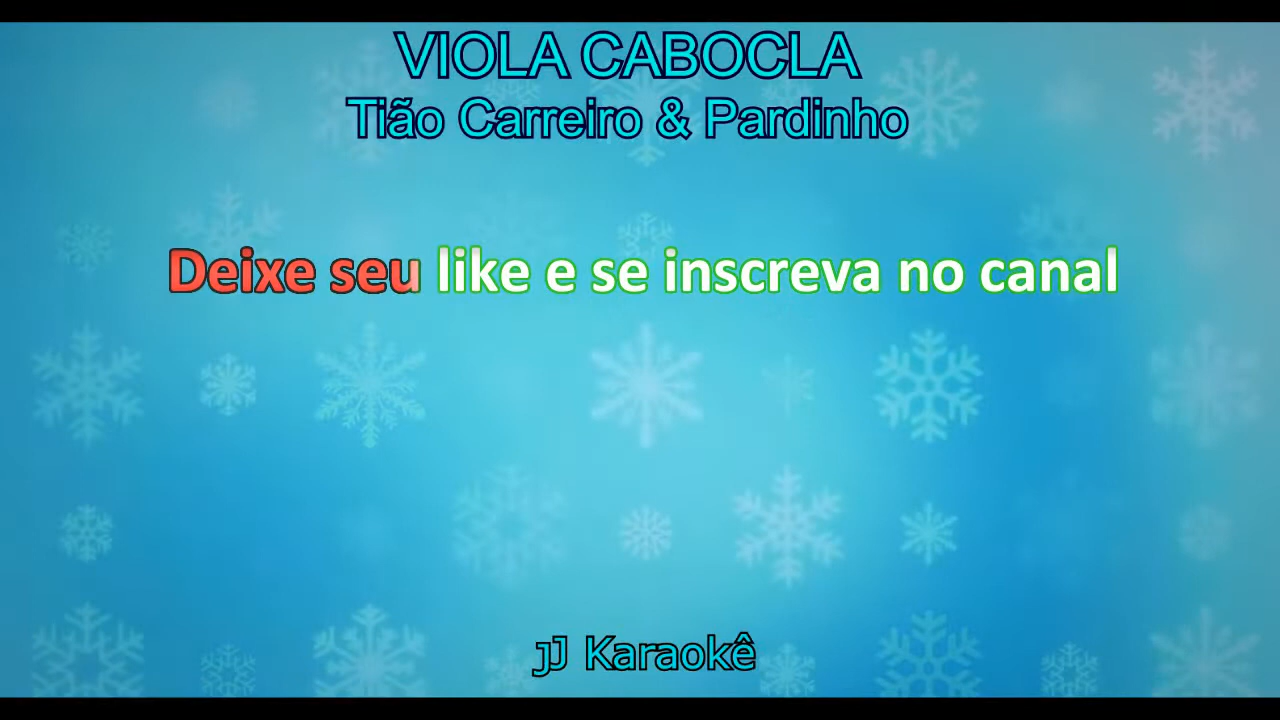 VIOLA CABOCLA
Tião Carreiro & Pardinho
Deixe seu like e se inscreva no canal
JJ Karaokê